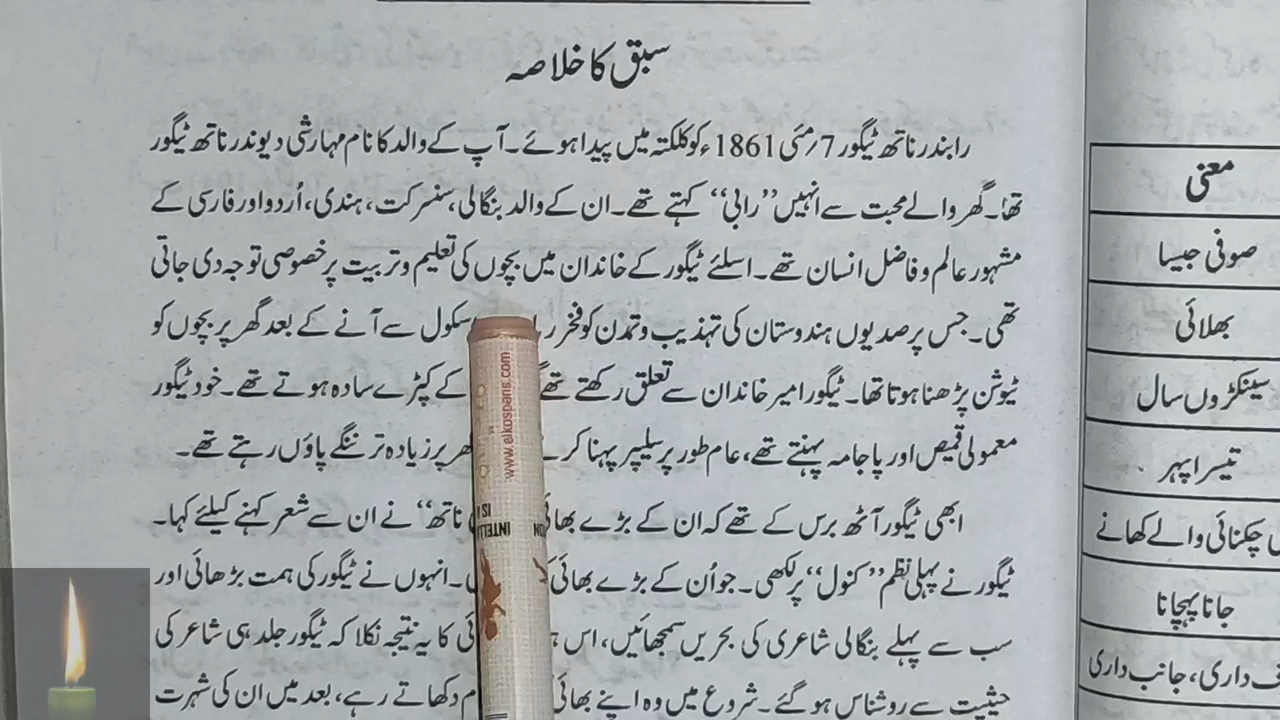 سبق کا خلاصہ
رابندر ناتھ ٹیگور 7؍مئی 1861ء کو کلکتہ میں پیدا ہوئے۔ آپ کے والد کا نام مہارشی دیوندر ناتھ ٹیگور
تھا۔ گھر والے محبت سے انہیں ”رابی“ کہتے تھے۔ ان کے والد بنگالی، سنسرکت، ہندی، اُردو اور فارسی کے
مشہور عالم و فاضل انسان تھے۔ اسلئے ٹیگور کے خاندان میں بچوں کی تعلیم و تربیت پر خصوصی توجہ دی جاتی
تھی۔ جس پر صدیوں ہندوستان کی تہذیب و تمدن کو فخر اسکول سے آنے کے بعد گھر پر بچوں کو
ٹیوشن پڑھنا ہوتا تھا۔ ٹیگور امیر خاندان سے تعلق رکھتے تھے کے کپڑے سادہ ہوتے تھے۔ خود ٹیگور
معمولی قمیص اور پاجامہ پہنتے تھے، عام طور پر سلیپر پہنا کر پر زیادہ تر ننگے پاؤں رہتے تھے۔
ابھی ٹیگور آٹھ برس کے تھے کہ ان کے بڑے بھائی ناتھ“ نے ان سے شعر کہنے کیلئے کہا۔
ٹیگور نے پہلی نظم ”کنول“ پر لکھی۔ جو اُن کے بڑے بھائی انہوں نے ٹیگور کی ہمت بڑھائی اور
سب سے پہلے بنگالی شاعری کی بحریں سمجھائیں، اس کا یہ نتیجہ نکلا کہ ٹیگور جلد ہی شاعر کی
حیثیت سے روشناس ہو گئے۔ شروع میں وہ اپنے بھائی دکھاتے رہے، بعد میں ان کی شہرت
www.elkospens.com
معنی
صوفی جیسا
بھلائی
سینکڑوں سال
تیسرا پہر
چکنائی والے کھانے
جانا پہچانا
داری، جانب داری